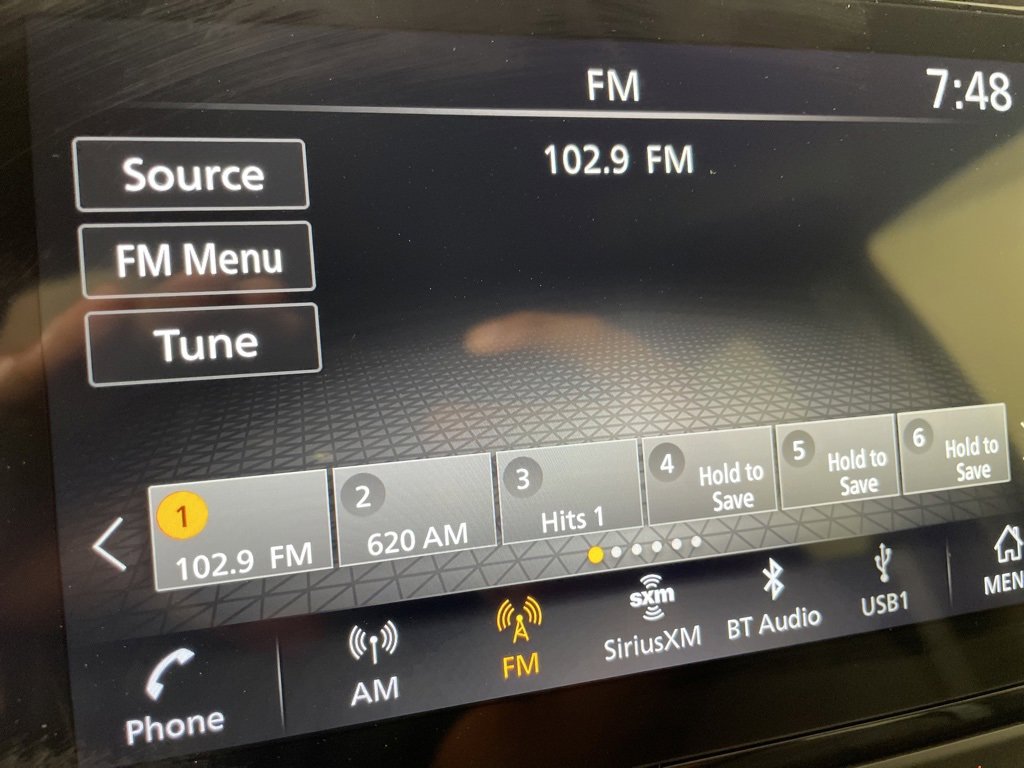 FM
7:48
Source
102.9 FM
FM Menu
Tune
1
102.9 FM
2
620 AM
3
Hits 1
4
Hold to
Save
5
Hold to
Save
6
Hold to
Save
Phone
AM
FM
sxm
SiriusXM
BT Audio
USB1
MEN